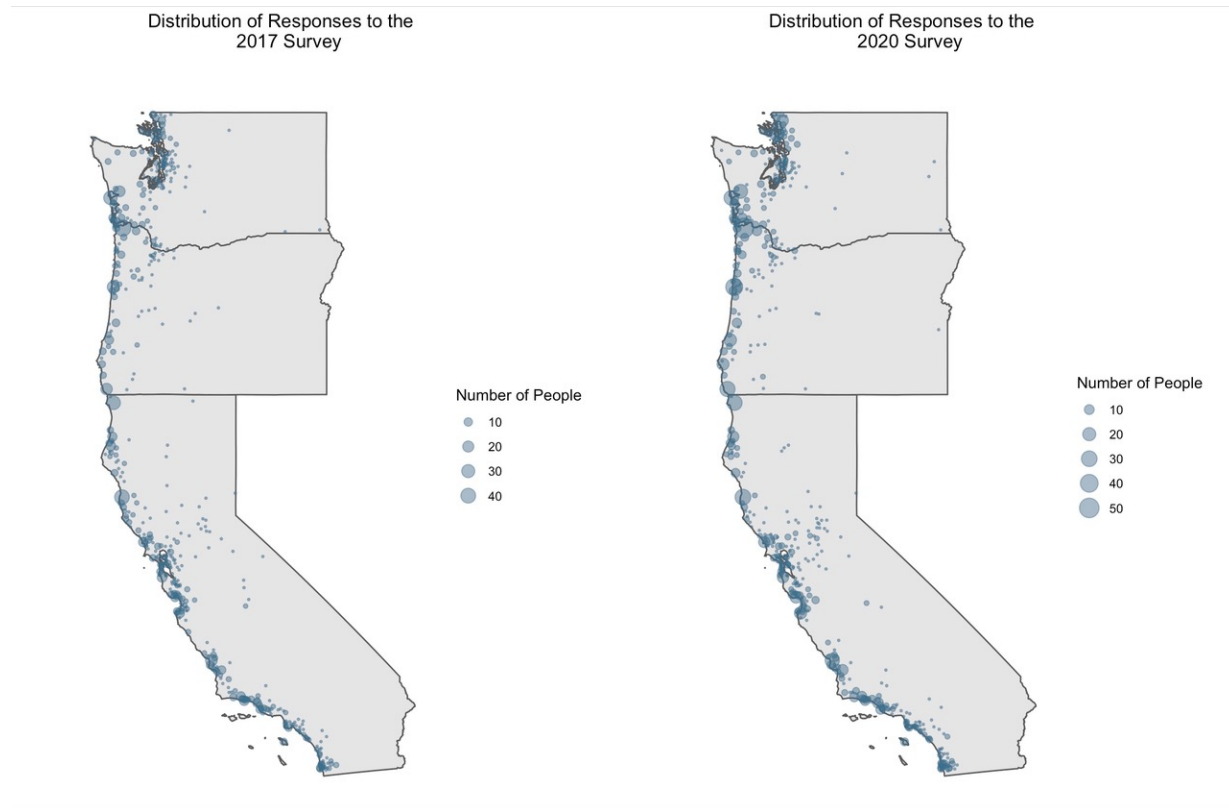 Distribution of Responses to the
2017 Survey
Number of People
10
20
30
40
Distribution of Responses to the
2020 Survey
Number of People
10
20
30
40
50